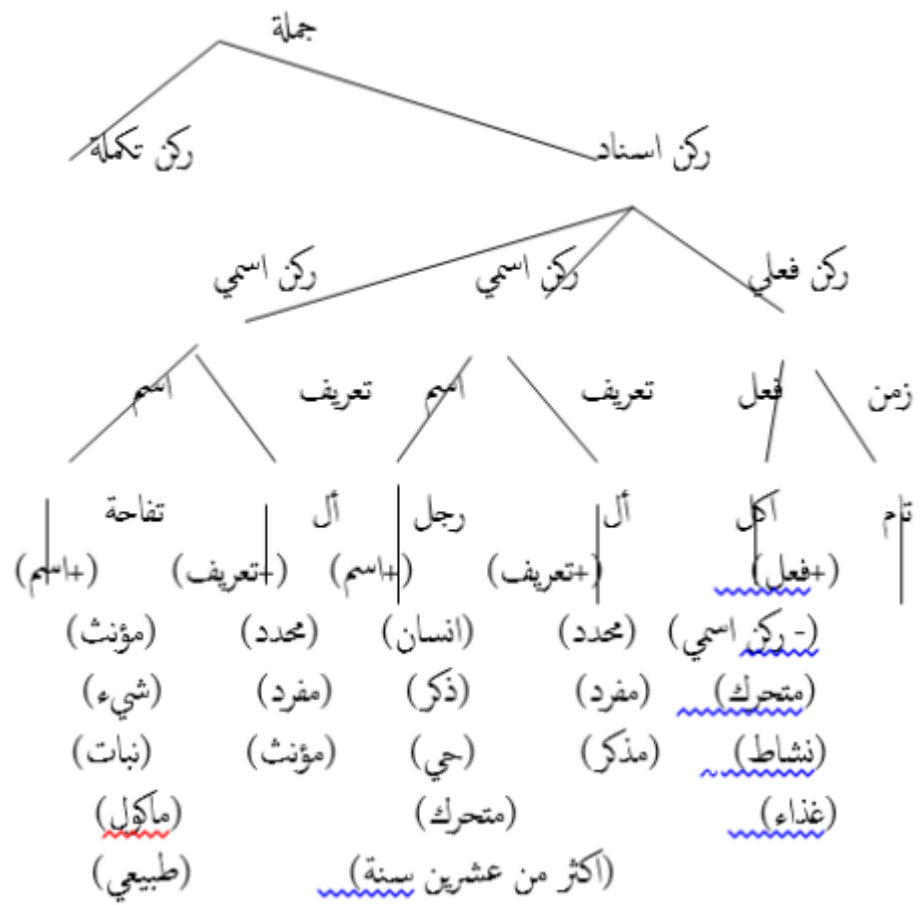 جملة
ركن اسناد ركن تكملة
ركن فعلي ركن اسمي ركن اسمي
زمن فعل تعريف اسم تعريف اسم
تام اكل أل رجل أل تفاحة
(+فعل) (+تعريف) (+اسم) (+تعريف) (+اسم)
(- ركن اسمي) (محدد) (انسان) (محدد) (مؤنث)
(متحرك) (مفرد) (ذكر) (مفرد) (شيء)
(نشاط) (مذكر) (حي) (مؤنث) (نبات)
(غذاء) (متحرك) (ماكول)
(اكثر من عشرين سنة) (طبيعي)